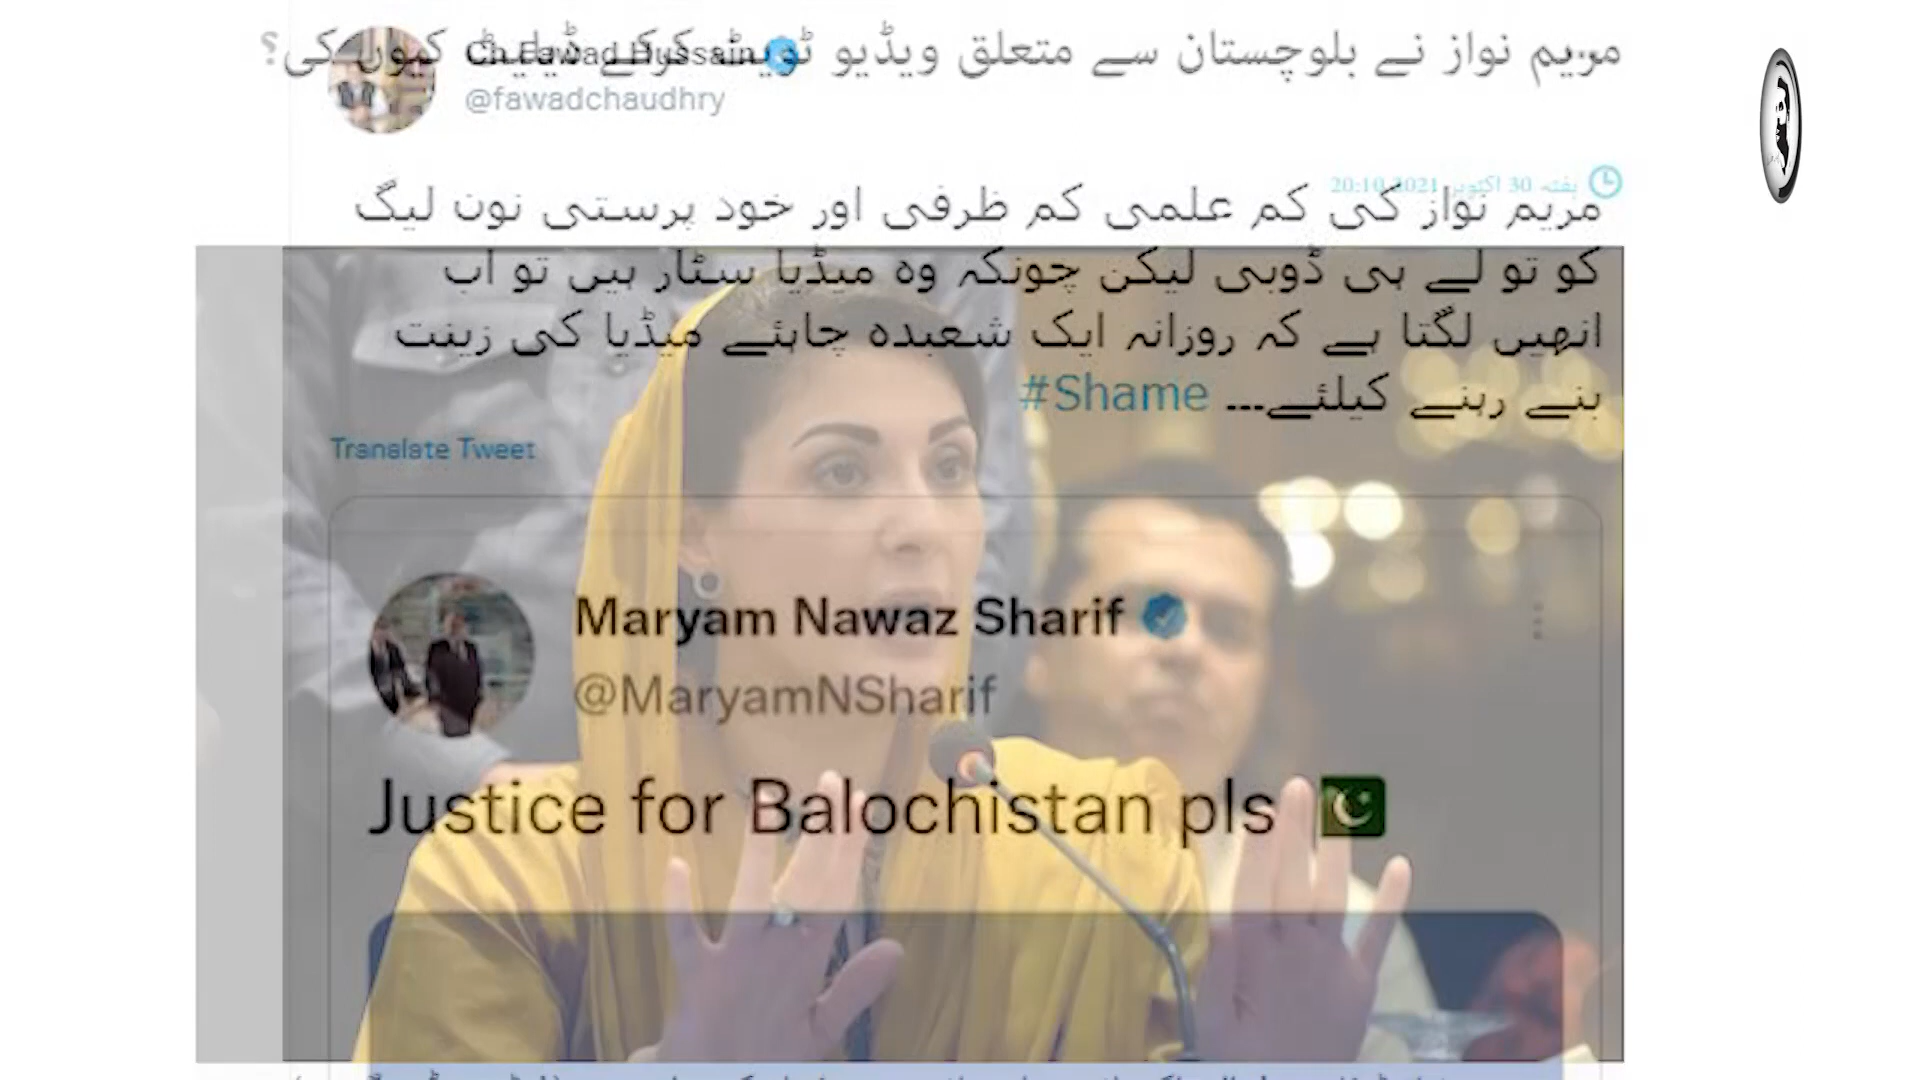 مریم نواز نے بلوچستان سے متعلق ویڈیو ٹویٹ کرکے ڈیلیٹ کیوں کی؟
Ch Fawad Hussain
@fawadchaudhry
ہفتہ 30 اکتوبر 2021 20:10
مریم نواز کی کم علمی کم ظرفی اور خود پرستی نون لیگ
کو تو لے ہی ڈوبی لیکن چونکہ وہ میڈیا سٹار ہیں تو اب
انھیں لگتا ہے کہ روزانہ ایک شعبدہ چاہئے میڈیا کی زینت
بنے رہنے کیلئے... #Shame
Translate Tweet
Maryam Nawaz Sharif
@MaryamNSharif
Justice for Balochistan pls